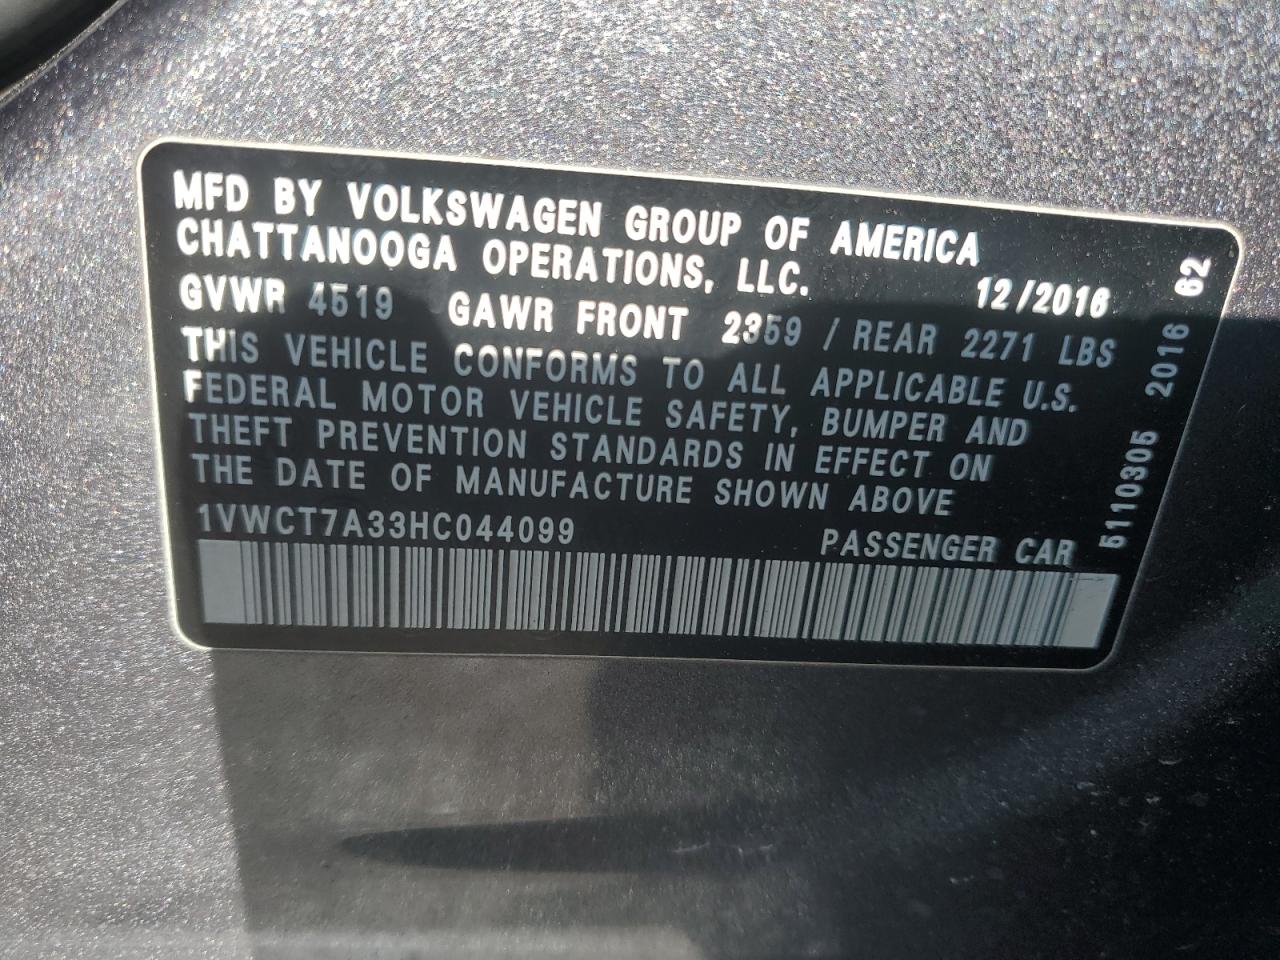 MFD BY VOLKSWAGEN GROUP OF AMERICA
CHATTANOOGA OPERATIONS, LLC.
12/2016
GVWR 4519 GAWR FRONT 2359 / REAR 2271 LBS
THIS VEHICLE CONFORMS TO ALL APPLICABLE U.S.
FEDERAL MOTOR VEHICLE SAFETY, BUMPER AND
THEFT PREVENTION STANDARDS IN EFFECT ON
THE DATE OF MANUFACTURE SHOWN ABOVE
1VWCT7A33HC044099 PASSENGER CAR
5110305 2016 62